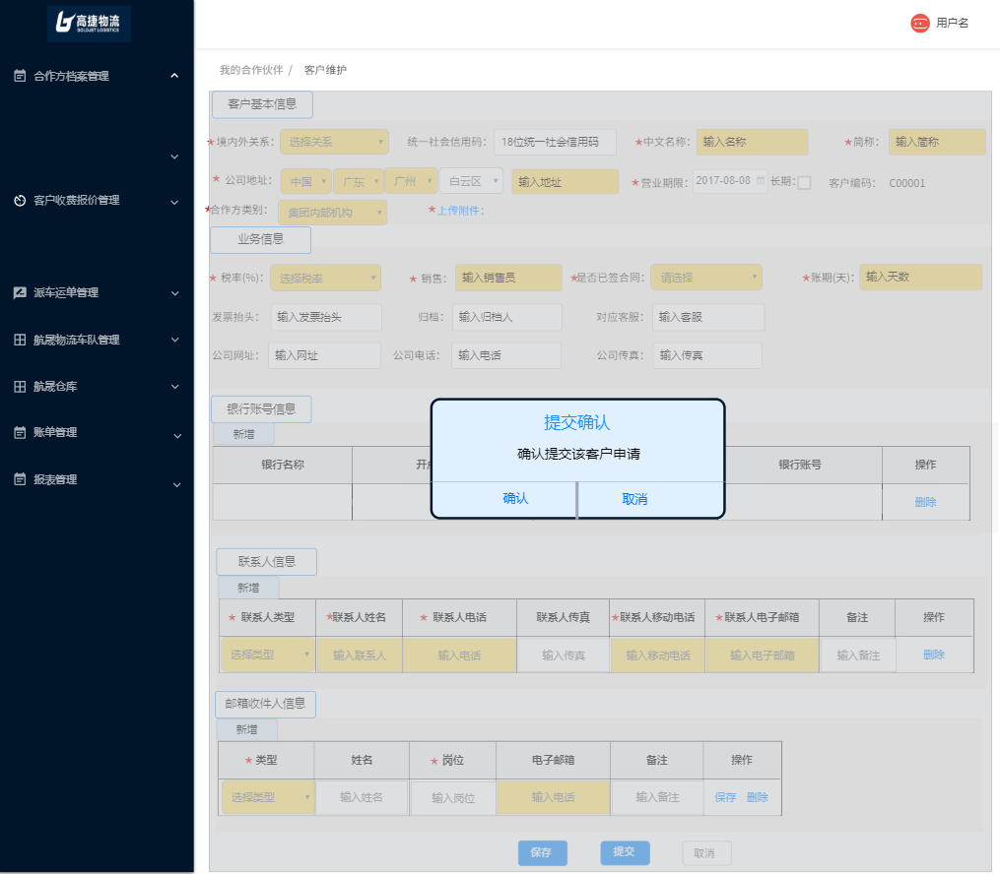 高捷物流
GOLDJET LOGISTICS
用户名
合作方档案管理
客户收费报价管理
派车运单管理
航晟物流车队管理
航晟仓库
账单管理
报表管理
我的合作伙伴 / 客户维护
客户基本信息
*境内外关系: 选择关系 统一社会信用码: 18位统一社会信用码 *中文名称: 输入名称 *简称: 输入简称
* 公司地址: 中国 广东 广州 白云区 输入地址 *营业期限: 2017-08-08 长期: 客户编码: C00001
*合作方类别: 集团内部机构 *上传附件:
业务信息
* 税率(%): 选择税率 * 销售: 输入销售员 *是否已签合同: 请选择 *账期(天): 输入天数
发票抬头: 输入发票抬头 归档: 输入归档人 对应客服: 输入客服
公司网址: 输入网址 公司电话: 输入电话 公司传真: 输入传真
银行账号信息
新增
银行名称 开户 银行账号 操作
删除
提交确认
确认提交该客户申请
确认 取消
联系人信息
新增
* 联系人类型 *联系人姓名 * 联系人电话 联系人传真 *联系人移动电话 *联系人电子邮箱 备注 操作
选择类型 输入联系人 输入电话 输入传真 输入移动电话 输入电子邮箱 输入备注 删除
邮箱收件人信息
新增
* 类型 姓名 * 岗位 电子邮箱 备注 操作
选择类型 输入姓名 输入岗位 输入电话 输入备注 保存 删除
保存 提交 取消